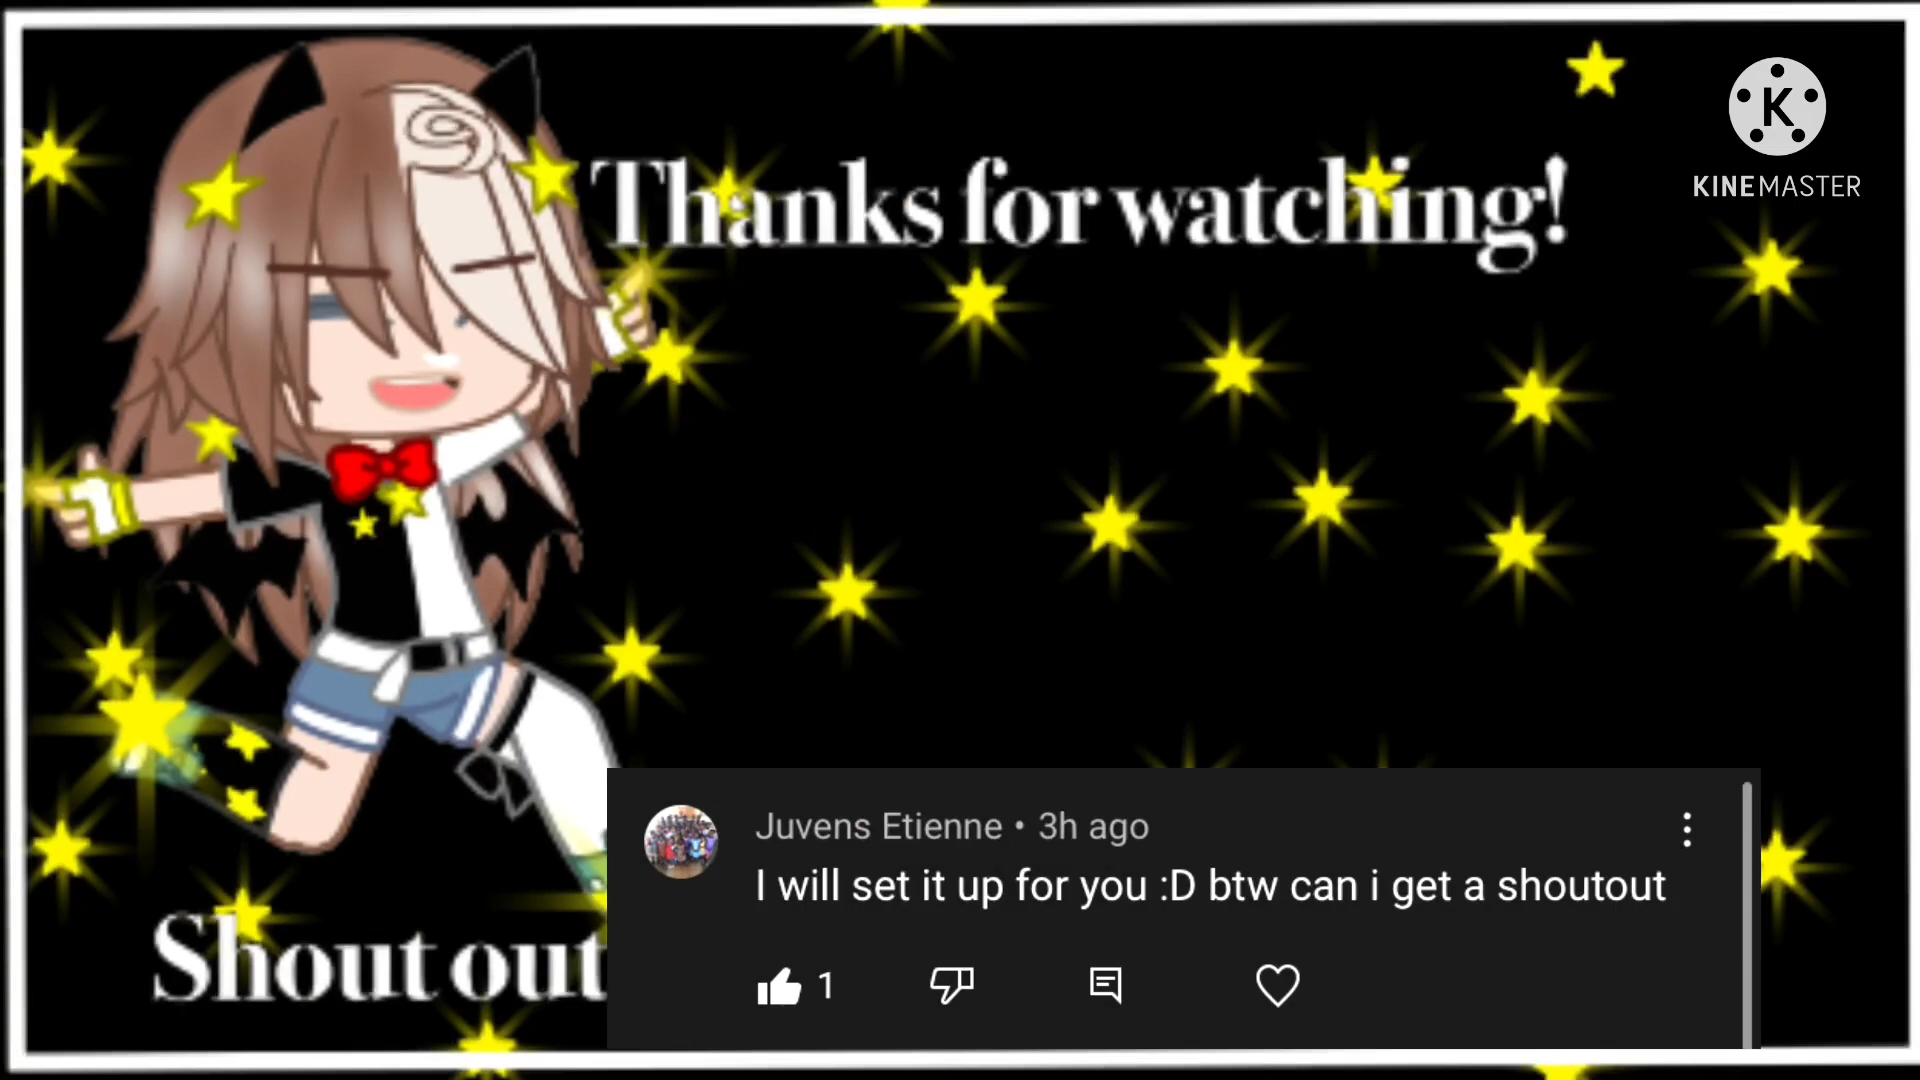 K
KINEMASTER
Thanks for watching!
Juvens Etienne • 3h ago
I will set it up for you :D btw can i get a shoutout
1
Shout out